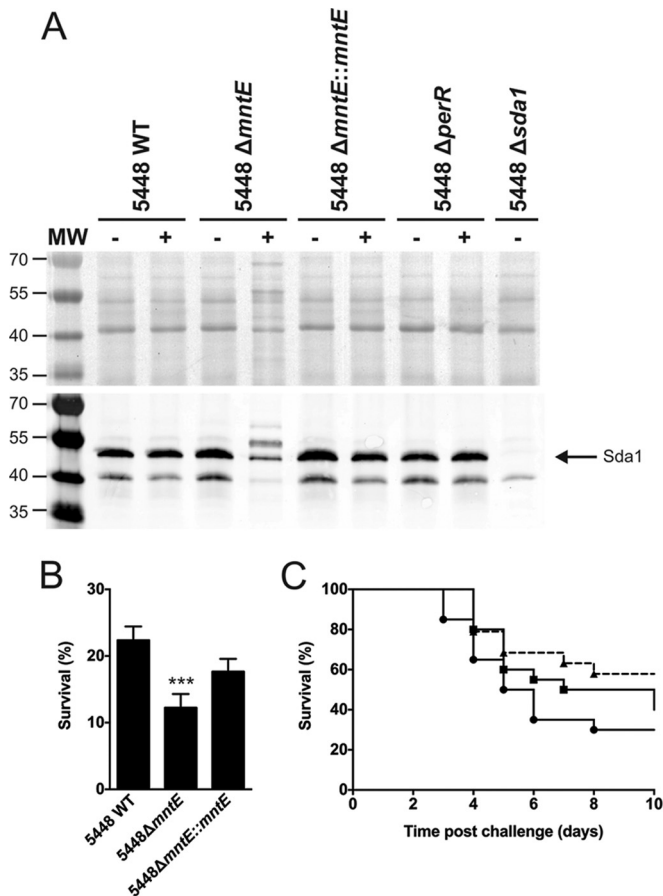 A
5448 WT
5448 ΔmntE
5448 ΔmntE::mntE
5448 ΔperR
5448 Δsda1
MW - + - + - + - + -
70
55
40
35
70
55
40
35
Sda1
B
Survival (%)
30
20
10
0
***
5448 WT
5448ΔmntE
5448ΔmntE::mntE
C
Survival (%)
100
80
60
40
20
0
0 2 4 6 8 10
Time post challenge (days)